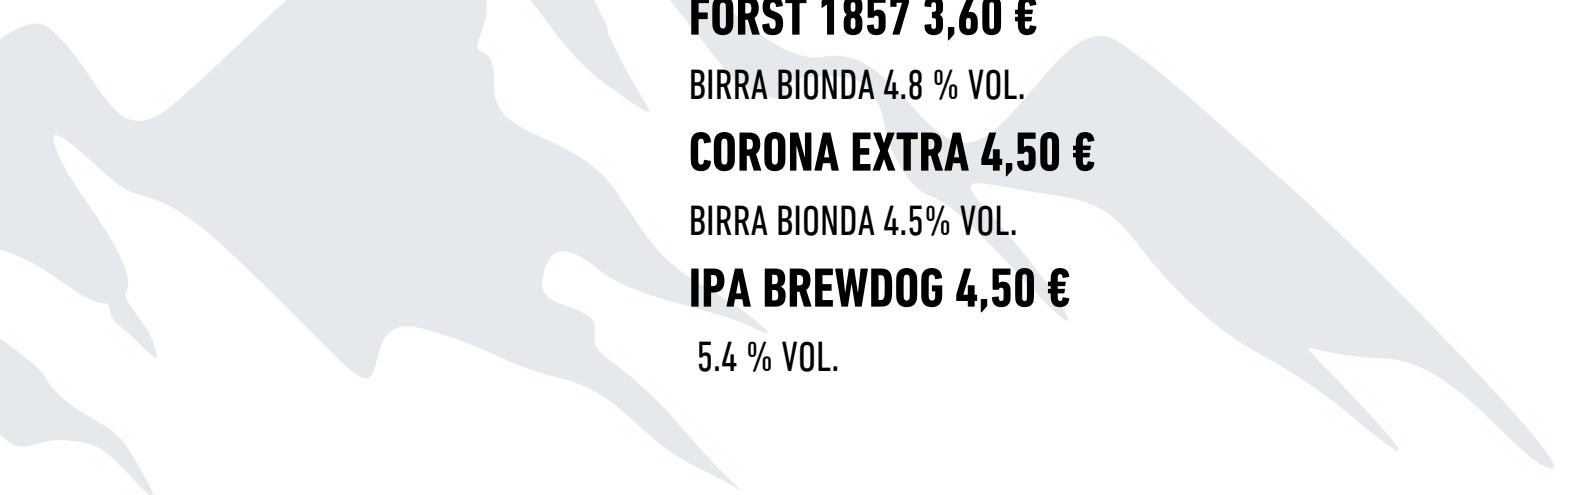 FORST 1857 3,60 €
BIRRA BIONDA 4.8 % VOL.
CORONA EXTRA 4,50 €
BIRRA BIONDA 4.5% VOL.
IPA BREWDOG 4,50 €
5.4 % VOL.